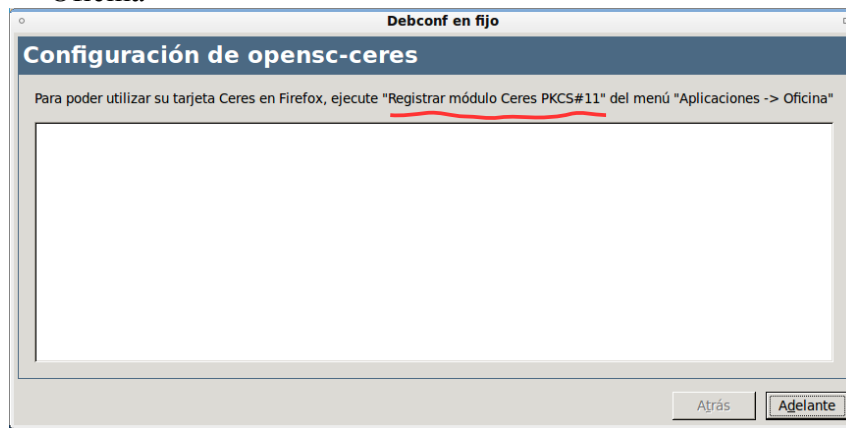 Oficina
Debconf en fijo
Configuración de opensc-ceres
Para poder utilizar su tarjeta Ceres en Firefox, ejecute "Registrar módulo Ceres PKCS#11" del menú "Aplicaciones -> Oficina"
Atrás Adelante